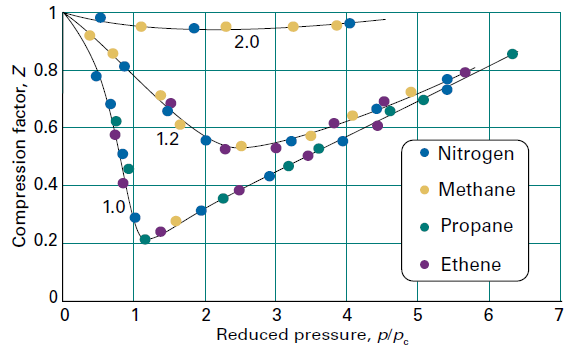 Compression factor, Z
1
0.8
0.6
0.4
0.2
0
2.0
1.2
1.0
Nitrogen
Methane
Propane
Ethene
0 1 2 3 4 5 6 7
Reduced pressure, p/pc